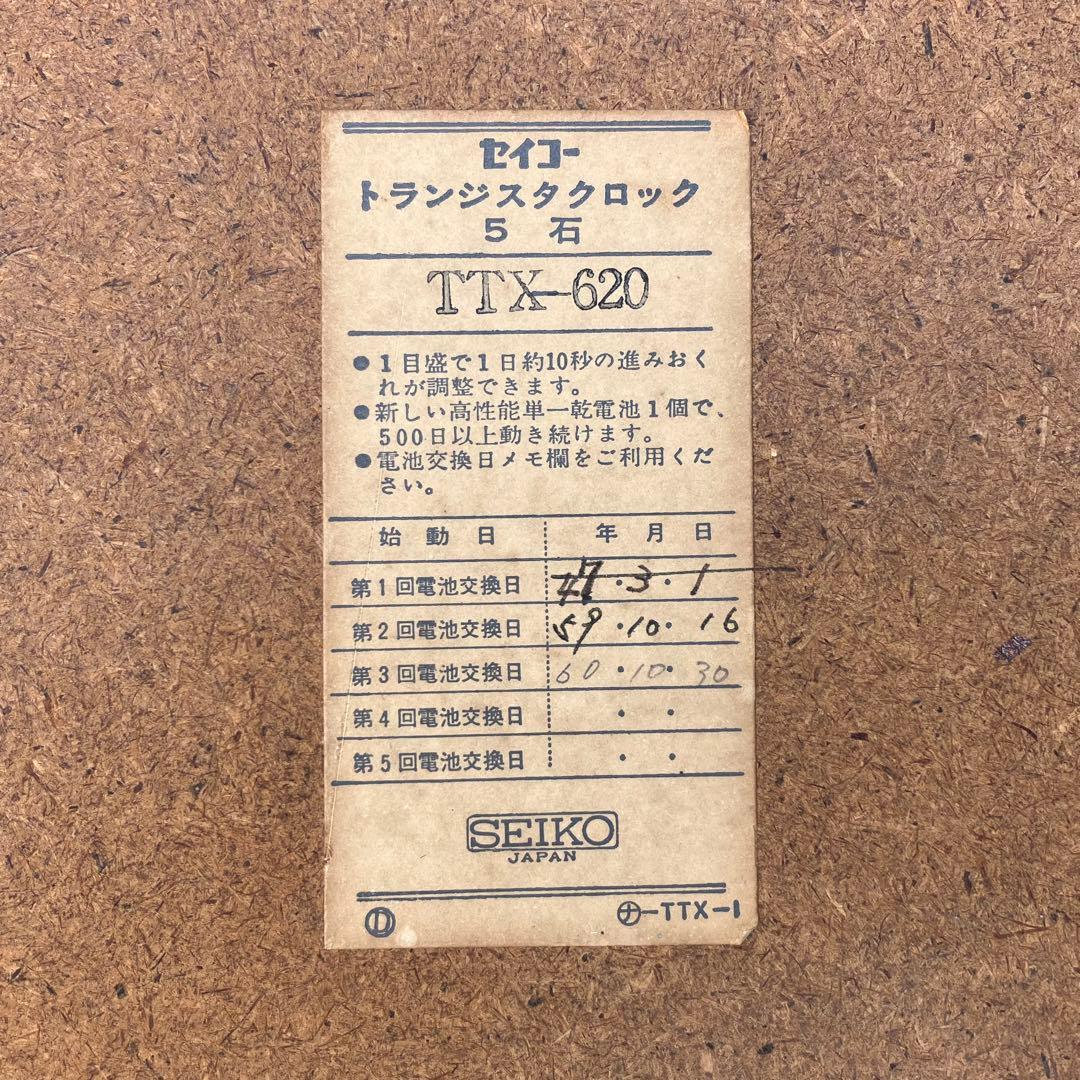 セイコー
トランジスタクロック
5 石
TTX-620
●1目盛で1日約10秒の進みおく
れが調整できます。
●新しい高性能単一乾電池1個で、
500日以上動き続けます。
●電池交換日メモ欄をご利用くだ
さい。
始動日 年 月 日
第1回電池交換日 47・3・1
第2回電池交換日 59・10・16
第3回電池交換日 60・10・30
第4回電池交換日 ・ ・
第5回電池交換日 ・ ・
SEIKO
JAPAN
Ⓓ ㋤-TTX-1